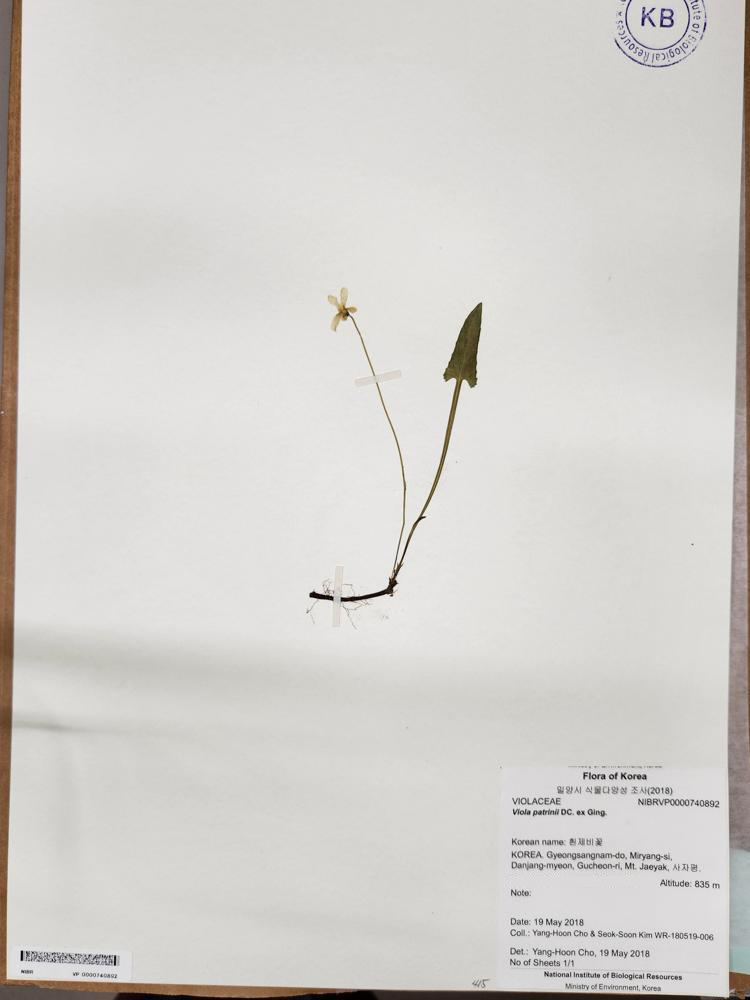 KB
tute of Biological Resources
Flora of Korea
밀양시 식물다양성 조사(2018)
VIOLACEAE NIBRVP0000740892
Viola patrinii DC. ex Ging.
Korean name: 흰제비꽃
KOREA. Gyeongsangnam-do, Miryang-si,
Danjang-myeon, Gucheon-ri, Mt. Jaeyak, 사자평.
Altitude: 835 m
Note:
Date: 19 May 2018
Coll.: Yang-Hoon Cho & Seok-Soon Kim WR-180519-006
Det.: Yang-Hoon Cho, 19 May 2018
No of Sheets 1/1
National Institute of Biological Resources
Ministry of Environment, Korea
NIBR VP 0000740892